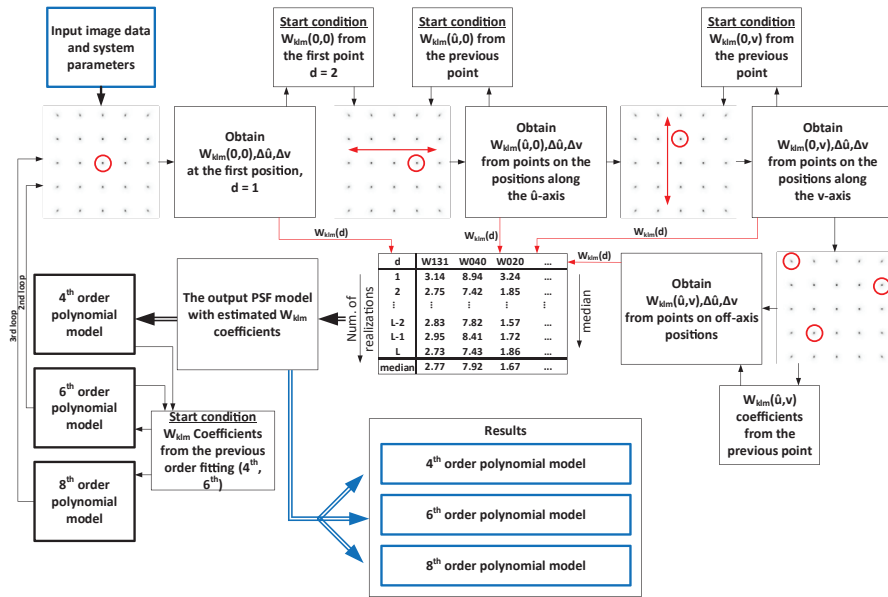 Input image data
and system
parameters
Start condition
Wklm(0,0) from
the first point
d = 2
Start condition
Wklm(û,0) from
the previous
point
Start condition
Wklm(0,v) from
the previous
point
Obtain
Wklm(0,0),Δû,Δv
at the first position,
d = 1
Obtain
Wklm(û,0),Δû,Δv
from points on the
positions along
the û-axis
Obtain
Wklm(0,v),Δû,Δv
from points on the
positions along
the v-axis
Wklm(d)
Wklm(d)
Wklm(d)
Wklm(d)
3rd loop
2nd loop
4th order
polynomial
model
The output PSF model
with estimated Wklm
coefficients
Num. of
realizations
d W131 W040 W020 ...
1 3.14 8.94 3.24 ...
2 2.75 7.42 1.85 ...
⋮ ⋮ ⋮ ⋮
L-2 2.83 7.82 1.57 ...
L-1 2.95 8.41 1.72 ...
L 2.73 7.43 1.86 ...
median 2.77 7.92 1.67 ...
median
Obtain
Wklm(û,v),Δû,Δv
from points on off-axis
positions
Wklm(û,v)
coefficients
from the
previous point
6th order
polynomial
model
Start condition
Wklm Coefficients
from the previous
order fitting (4th,
6th)
8th order
polynomial
model
Results
4th order polynomial model
6th order polynomial model
8th order polynomial model